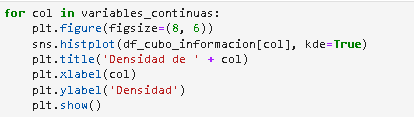 for col in variables_continuas:
    plt.figure(figsize=(8, 6))
    sns.histplot(df_cubo_informacion[col], kde=True)
    plt.title('Densidad de ' + col)
    plt.xlabel(col)
    plt.ylabel('Densidad')
    plt.show()